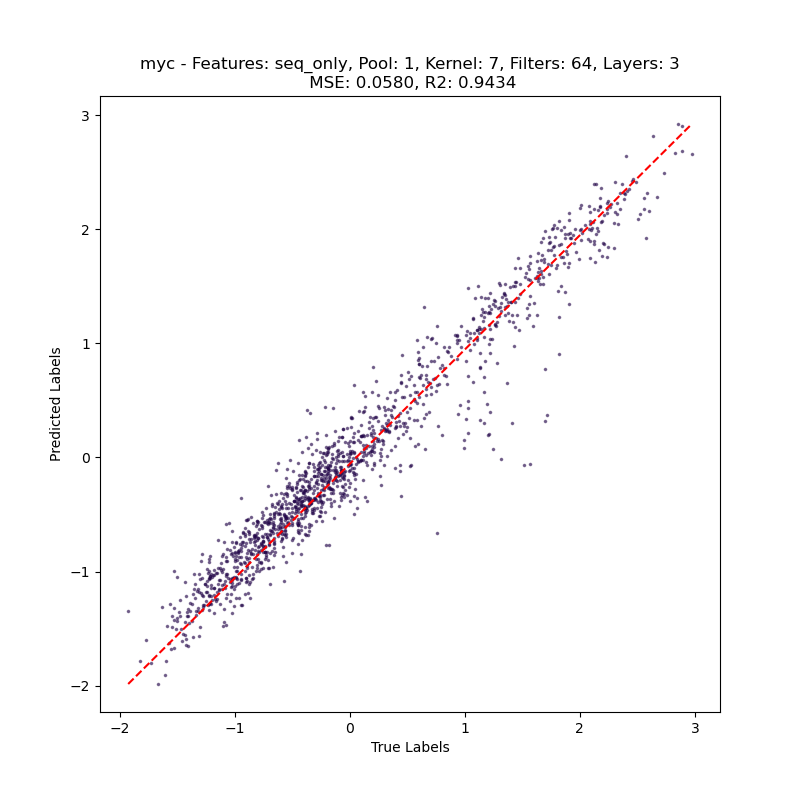 myc - Features: seq_only, Pool: 1, Kernel: 7, Filters: 64, Layers: 3
MSE: 0.0580, R2: 0.9434
3
2
1
0
−1
−2
Predicted Labels
−2 −1 0 1 2 3
True Labels